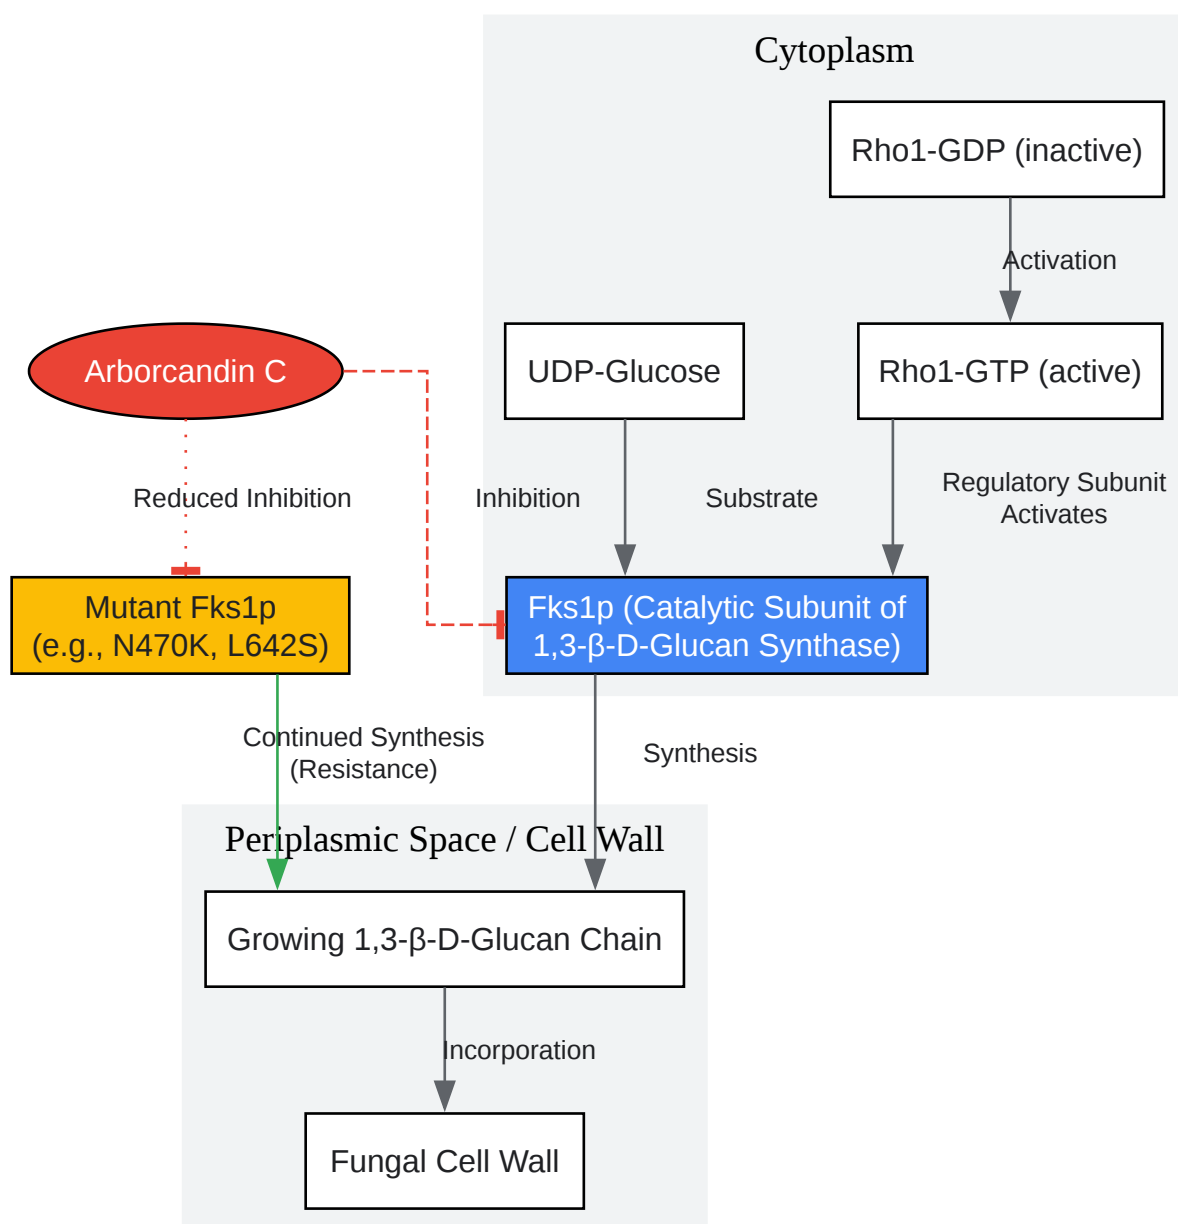 Cytoplasm
Rho1-GDP (inactive)
Activation
Arborcandin C
UDP-Glucose
Rho1-GTP (active)
Reduced Inhibition
Inhibition
Substrate
Regulatory Subunit
Activates
Mutant Fks1p
(e.g., N470K, L642S)
Fks1p (Catalytic Subunit of
1,3-β-D-Glucan Synthase)
Continued Synthesis
(Resistance)
Synthesis
Periplasmic Space / Cell Wall
Growing 1,3-β-D-Glucan Chain
Incorporation
Fungal Cell Wall